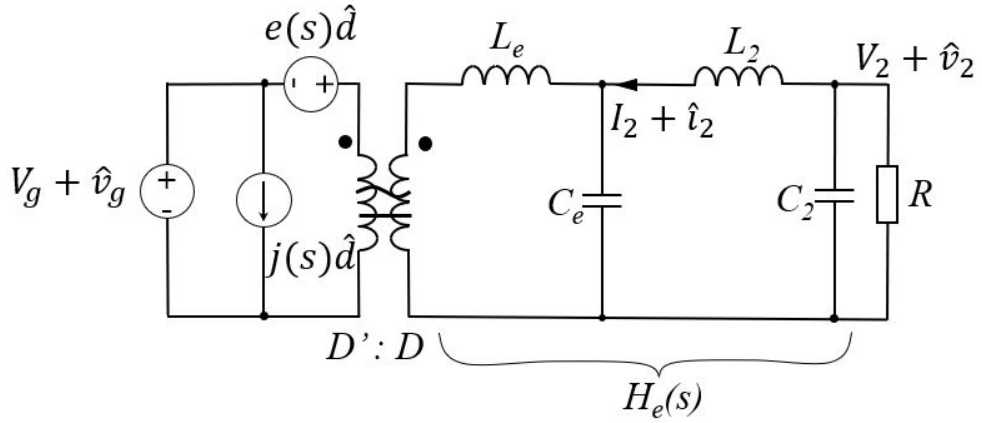 e(s)d̂
L_e
L_2
V_2 + v̂_2
- +
I_2 + î_2
V_g + v̂_g
+
-
C_e
C_2
R
j(s)d̂
D' : D
H_e(s)